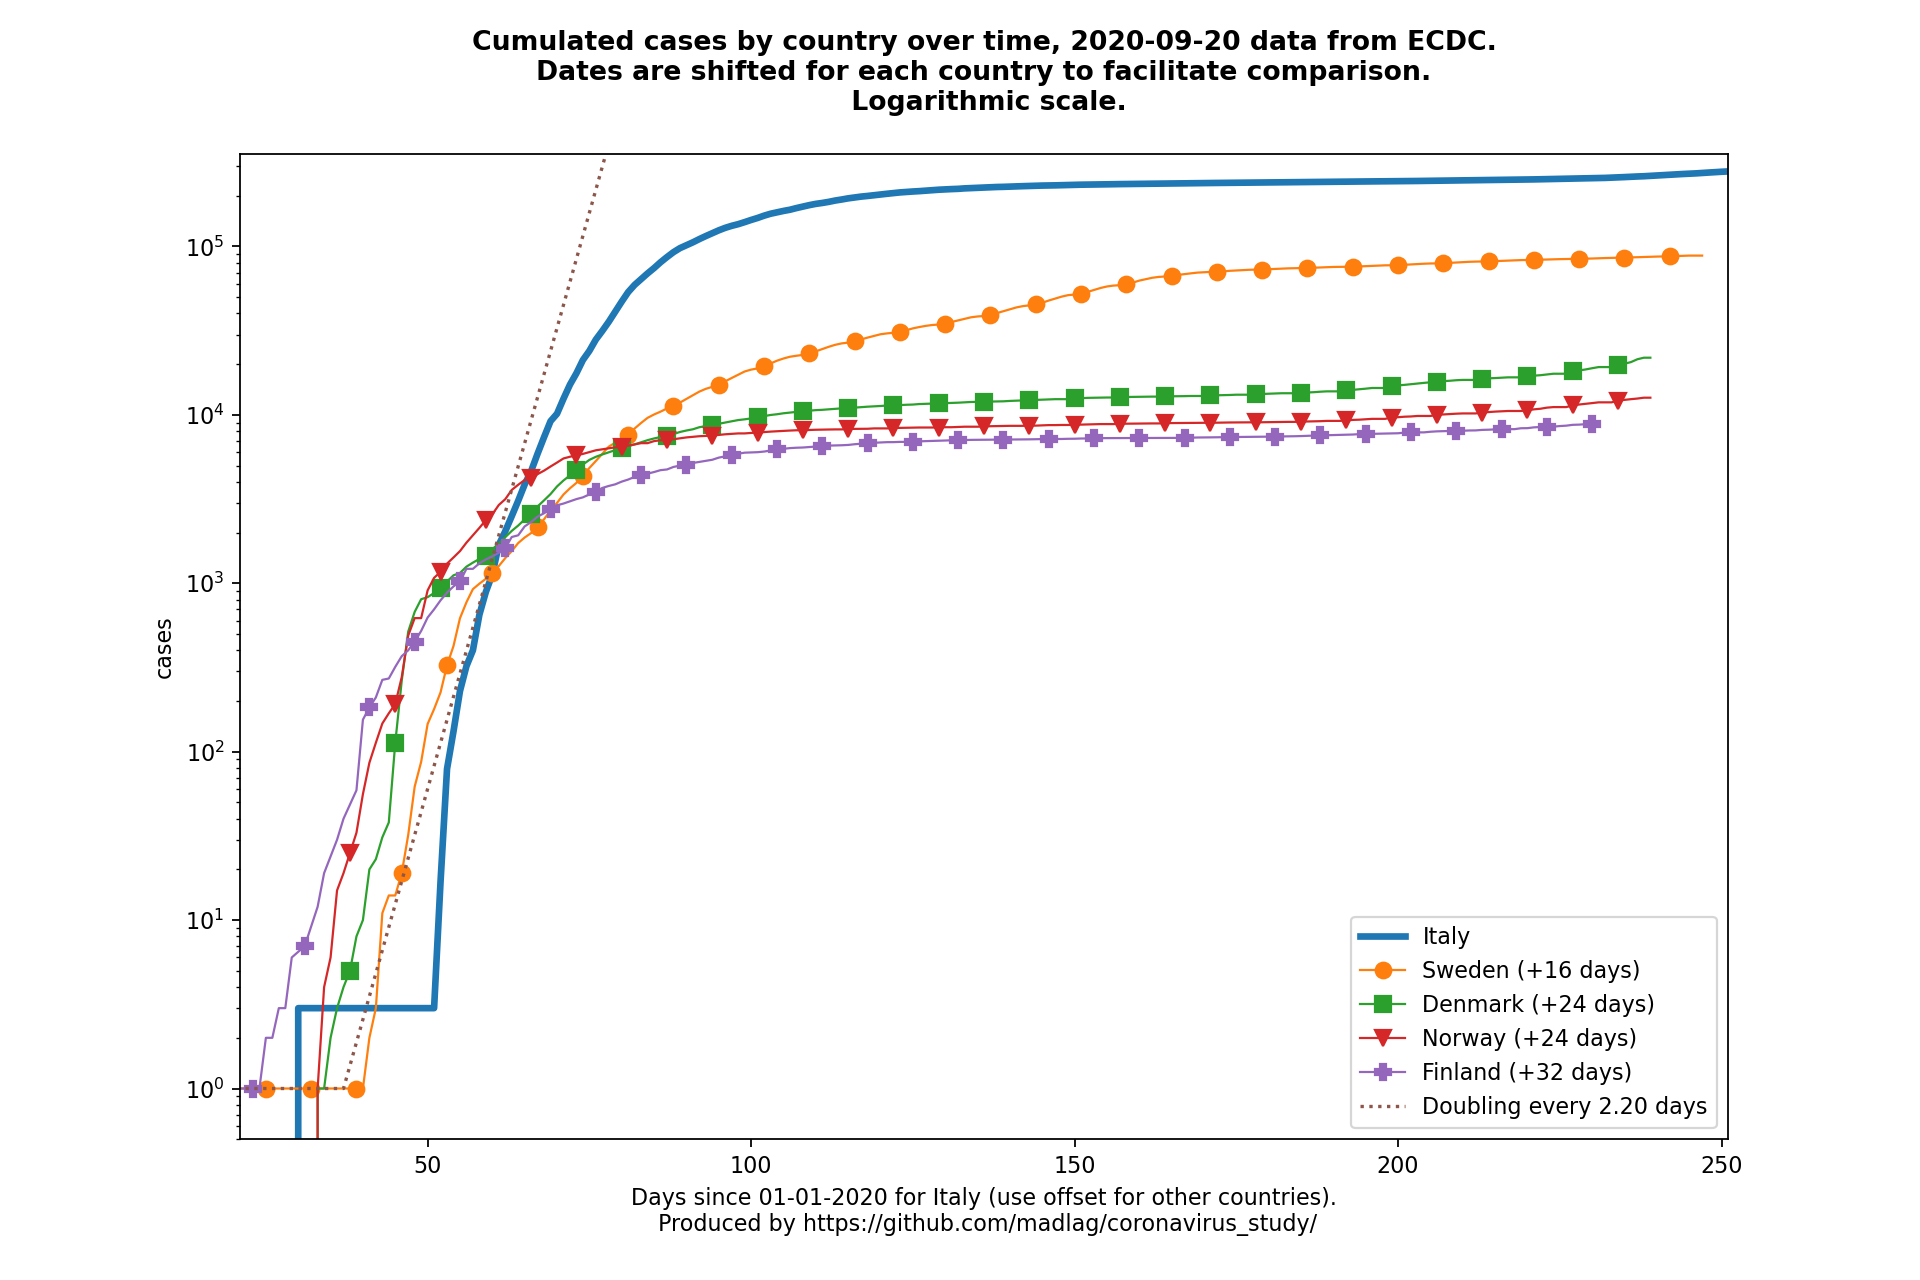 Cumulated cases by country over time, 2020-09-20 data from ECDC.
Dates are shifted for each country to facilitate comparison.
Logarithmic scale.
10^5
10^4
10^3
10^2
10^1
10^0
cases
Italy
Sweden (+16 days)
Denmark (+24 days)
Norway (+24 days)
Finland (+32 days)
Doubling every 2.20 days
50 100 150 200 250
Days since 01-01-2020 for Italy (use offset for other countries).
Produced by https://github.com/madlag/coronavirus_study/